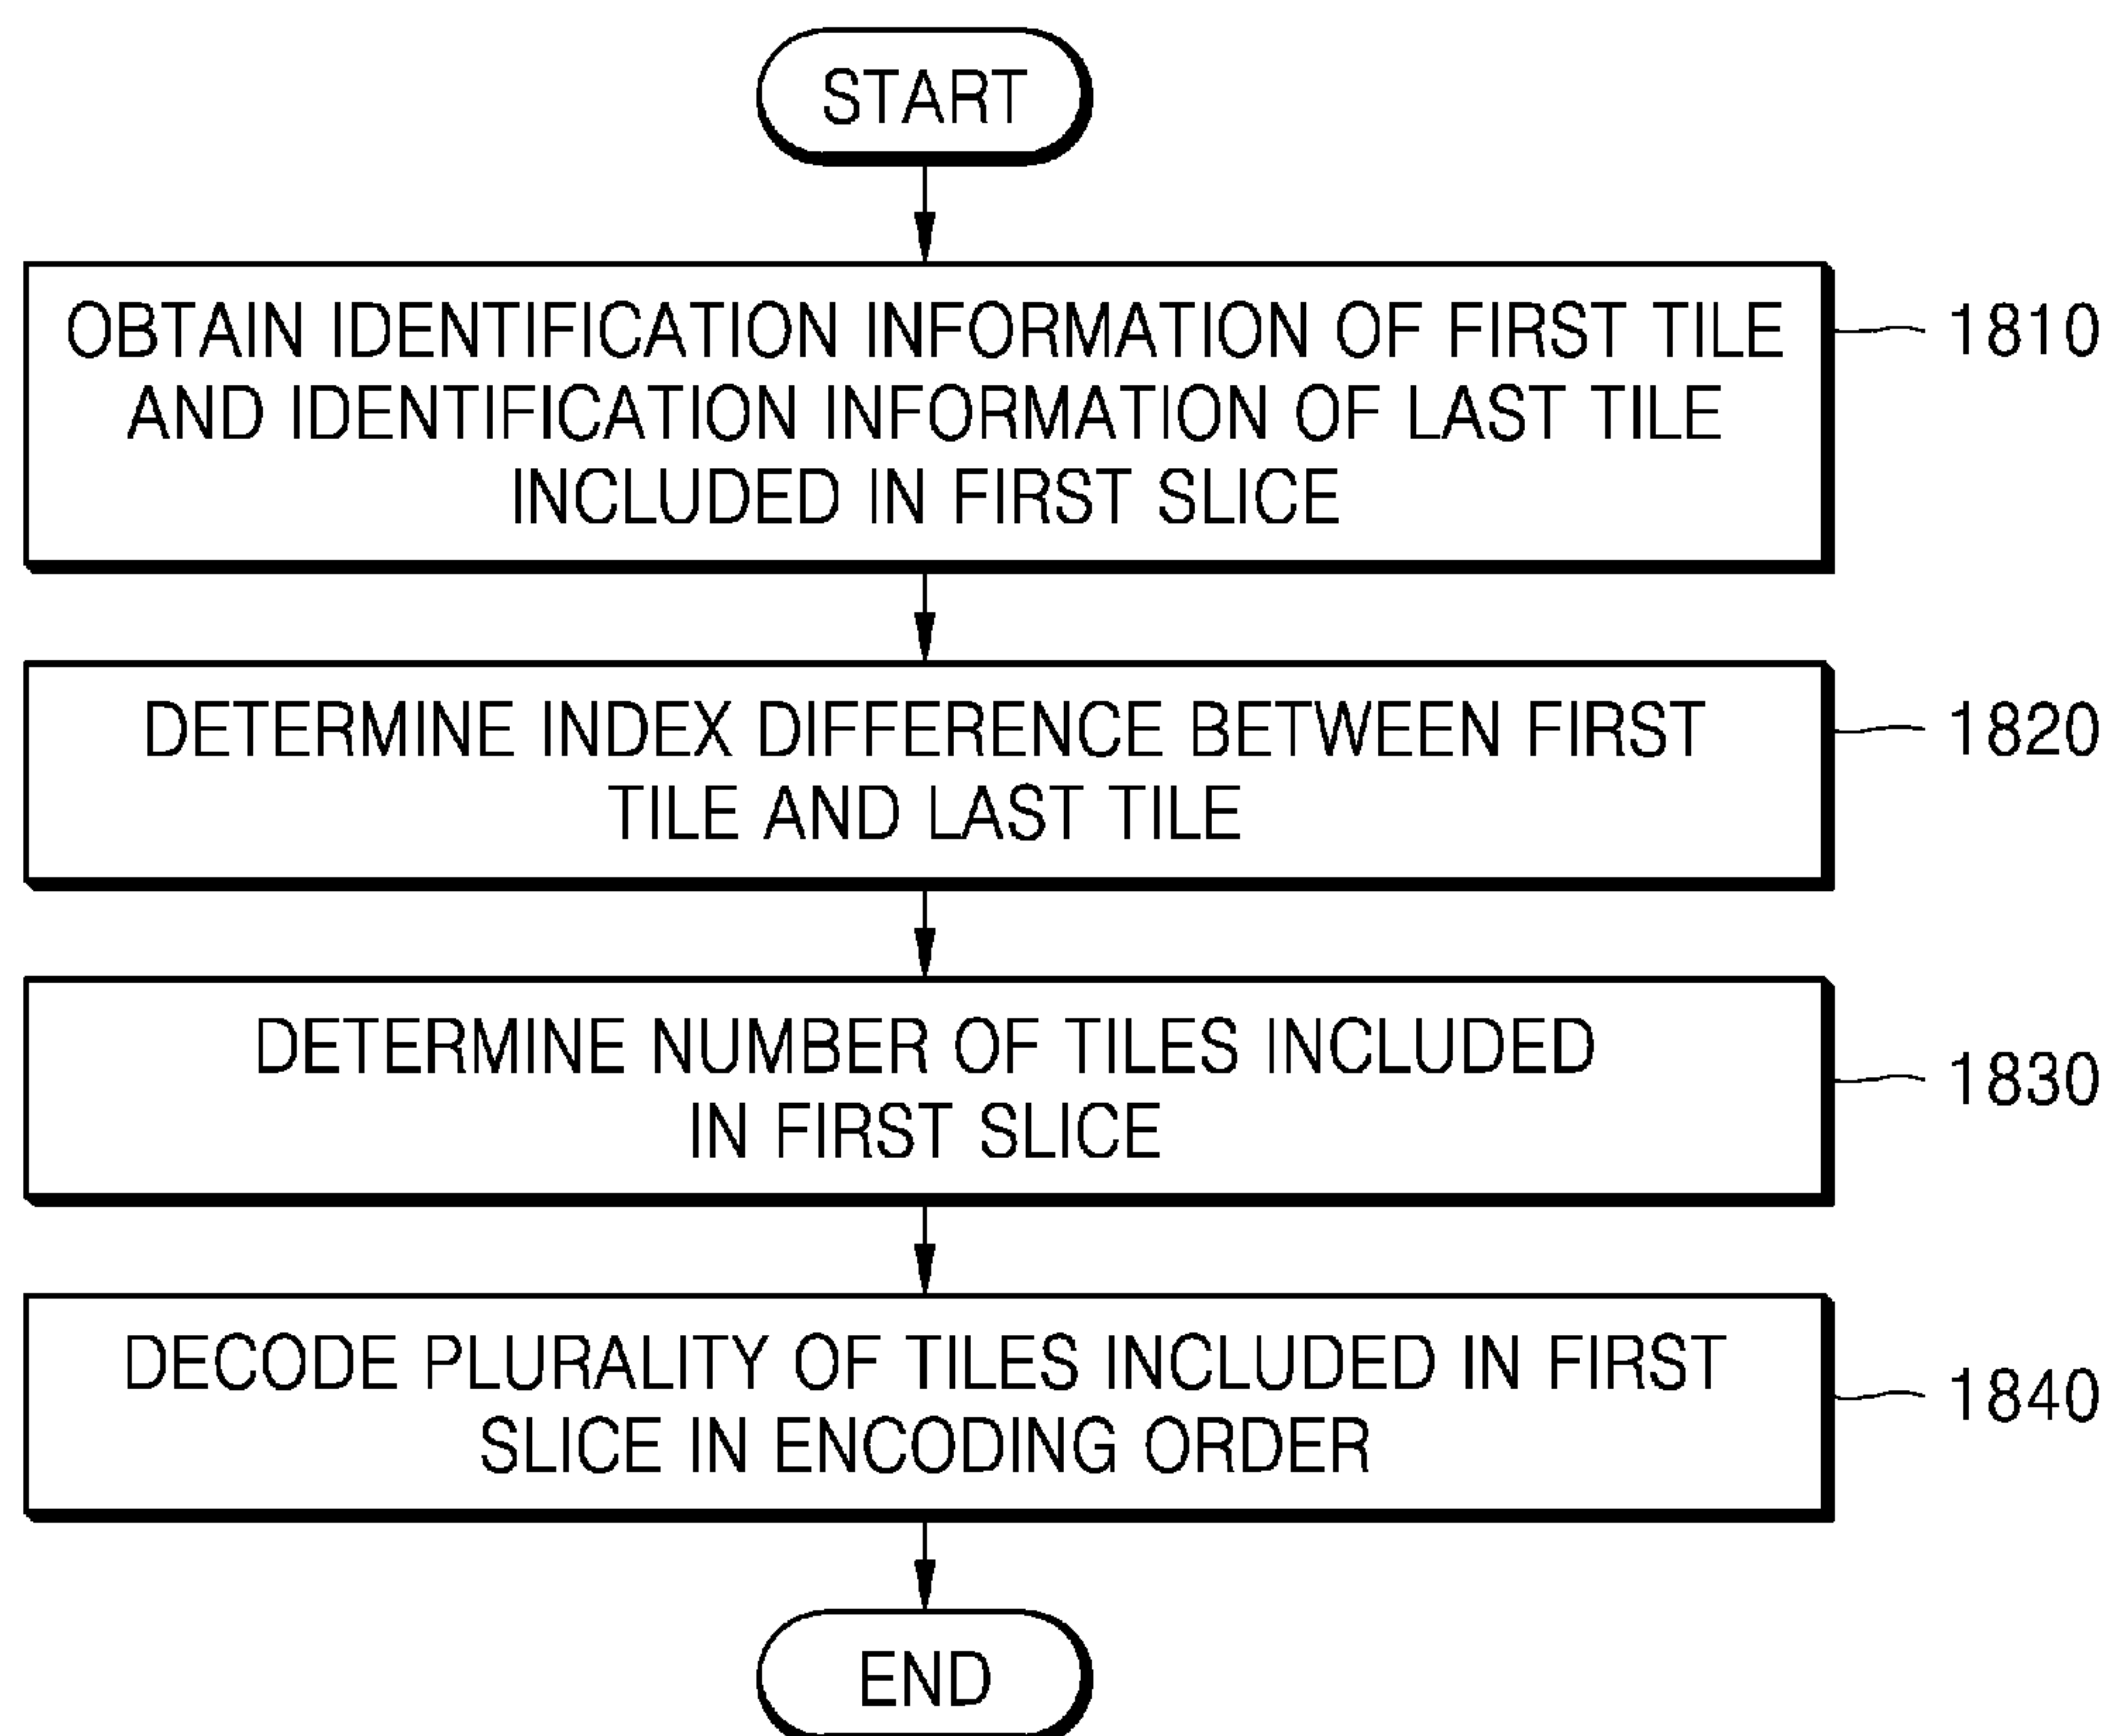 START
OBTAIN IDENTIFICATION INFORMATION OF FIRST TILE
AND IDENTIFICATION INFORMATION OF LAST TILE
INCLUDED IN FIRST SLICE
1810
DETERMINE INDEX DIFFERENCE BETWEEN FIRST
TILE AND LAST TILE
1820
DETERMINE NUMBER OF TILES INCLUDED
IN FIRST SLICE
1830
DECODE PLURALITY OF TILES INCLUDED IN FIRST
SLICE IN ENCODING ORDER
1840
END